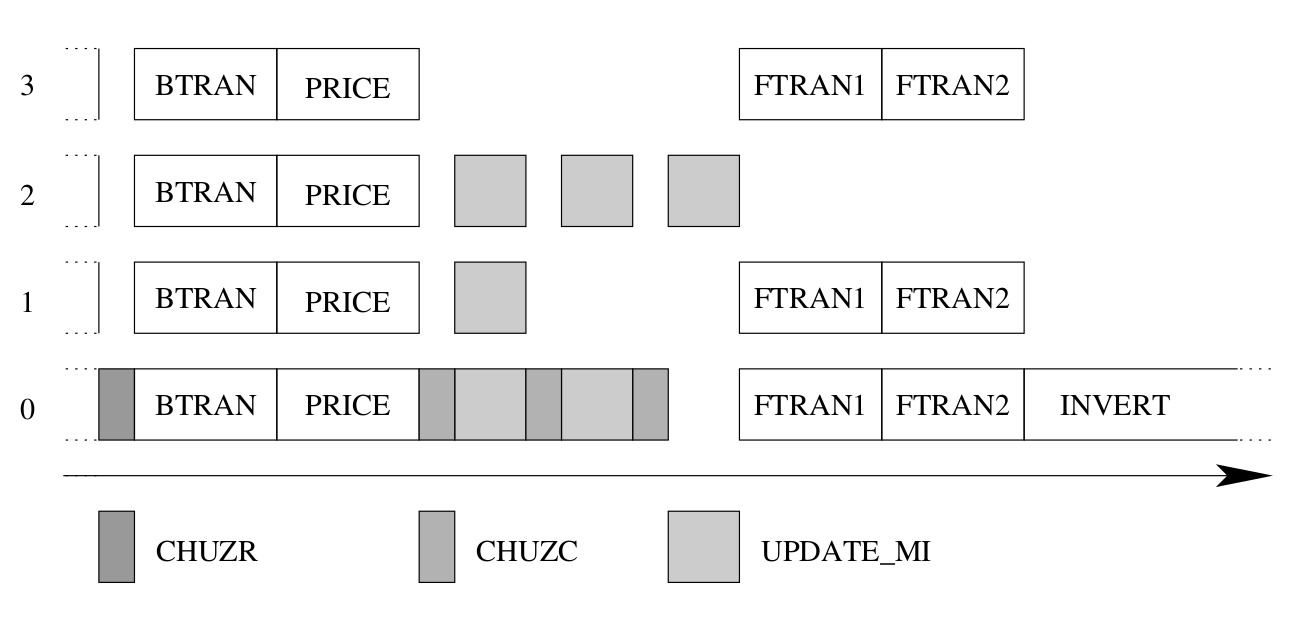 3 BTRAN PRICE FTRAN1 FTRAN2
2 BTRAN PRICE
1 BTRAN PRICE FTRAN1 FTRAN2
0 BTRAN PRICE FTRAN1 FTRAN2 INVERT
CHUZR CHUZC UPDATE_MI